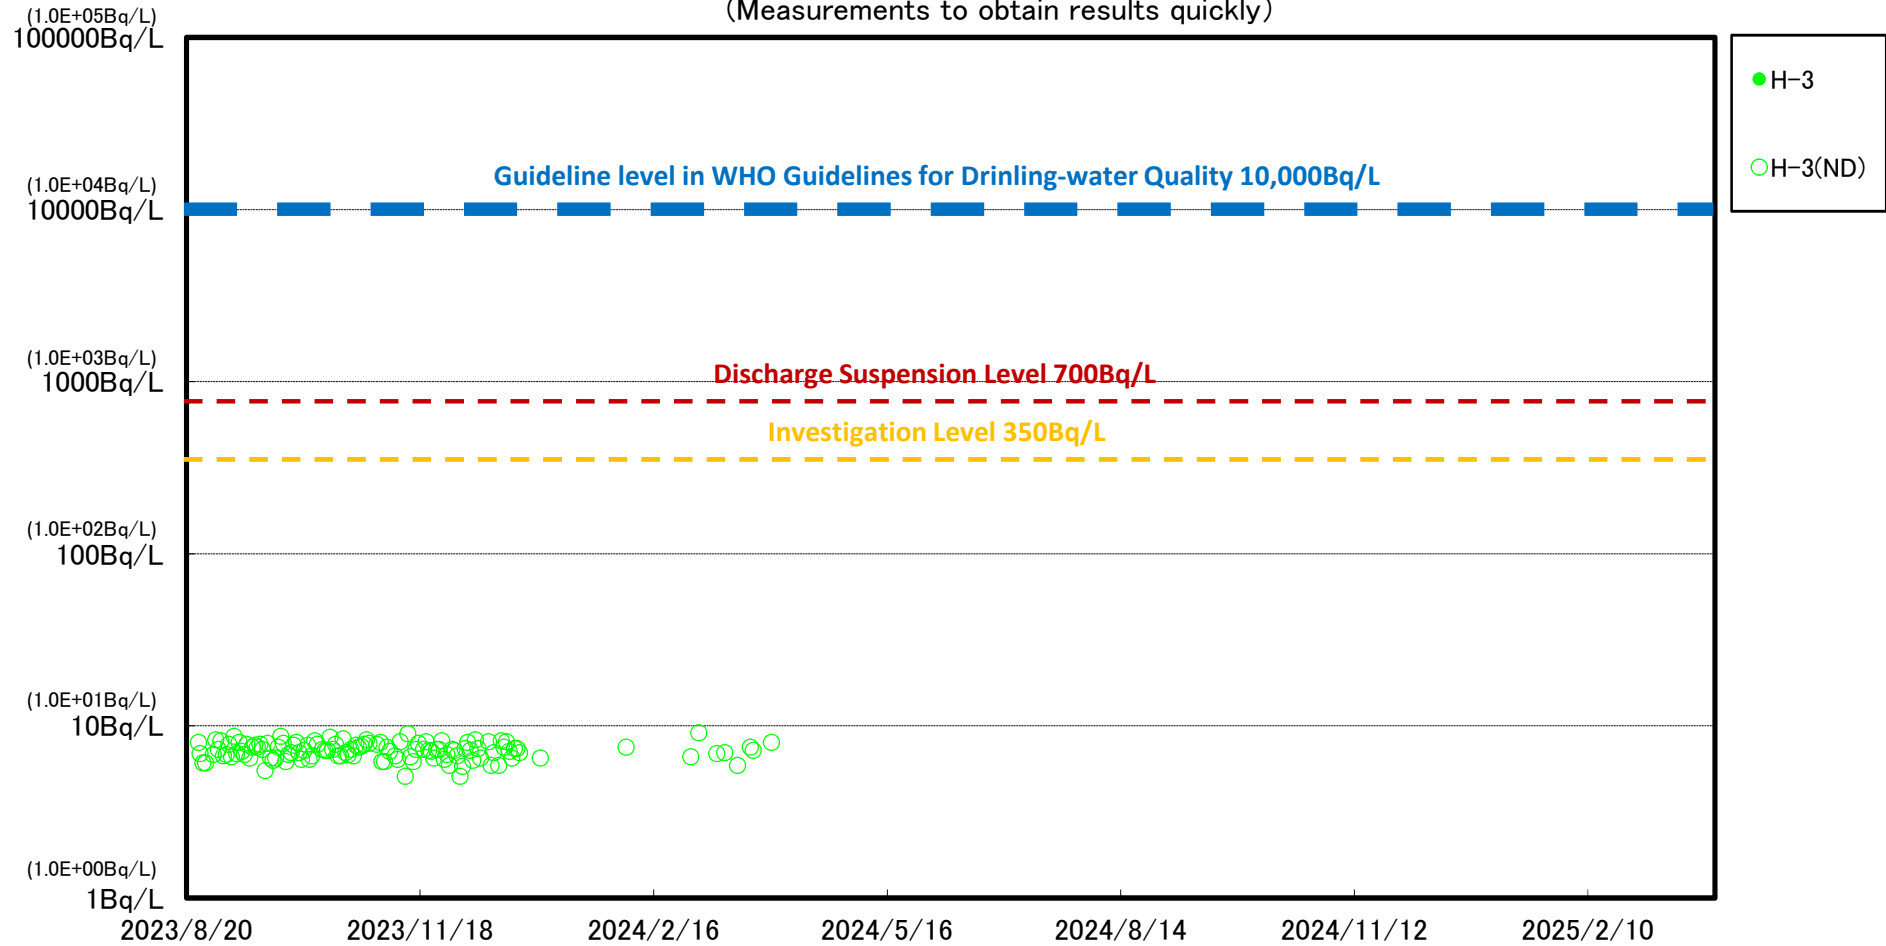 (Measurements to obtain results quickly)
(1.0E+05Bq/L)
100000Bq/L
H-3
H-3(ND)
Guideline level in WHO Guidelines for Drinling-water Quality 10,000Bq/L
(1.0E+04Bq/L)
10000Bq/L
(1.0E+03Bq/L)
1000Bq/L
Discharge Suspension Level 700Bq/L
Investigation Level 350Bq/L
(1.0E+02Bq/L)
100Bq/L
(1.0E+01Bq/L)
10Bq/L
(1.0E+00Bq/L)
1Bq/L
2023/8/20 2023/11/18 2024/2/16 2024/5/16 2024/8/14 2024/11/12 2025/2/10